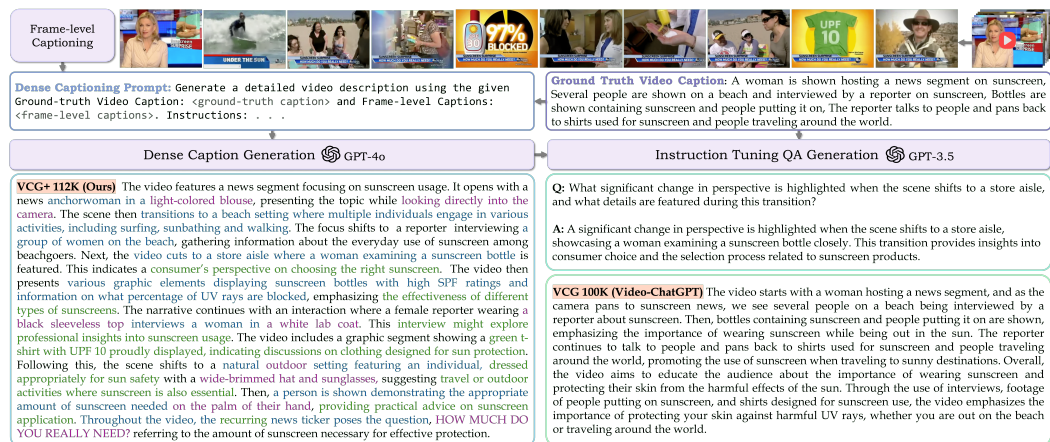 Frame-level
Captioning
UNDER THE SUN
97%
BLOCKED
UPF
10
Dense Captioning Prompt: Generate a detailed video description using the given
Ground-truth Video Caption: <ground-truth caption> and Frame-level Captions:
<frame-level captions>. Instructions: . . .
Ground Truth Video Caption: A woman is shown hosting a news segment on sunscreen,
Several people are shown on a beach and interviewed by a reporter on sunscreen, Bottles are
shown containing sunscreen and people putting it on, The reporter talks to people and pans back
to shirts used for sunscreen and people traveling around the world.
Dense Caption Generation GPT-4o
Instruction Tuning QA Generation GPT-3.5
VCG+ 112K (Ours) The video features a news segment focusing on sunscreen usage. It opens with a
news anchorwoman in a light-colored blouse, presenting the topic while looking directly into the
camera. The scene then transitions to a beach setting where multiple individuals engage in various
activities, including surfing, sunbathing and walking. The focus shifts to a reporter interviewing
a group of women on the beach, gathering information about the everyday use of sunscreen among
beachgoers. Next, the video cuts to a store aisle where a woman examining a sunscreen bottle is
featured. This indicates a consumer's perspective on choosing the right sunscreen. The video then
presents various graphic elements displaying sunscreen bottles with high SPF ratings and
information on what percentage of UV rays are blocked, emphasizing the effectiveness of different
types of sunscreens. The narrative continues with an interaction where a female reporter wearing
a black sleeveless top interviews a woman in a white lab coat. This interview might explore
professional insights into sunscreen usage. The video includes a graphic segment showing a green t-
shirt with UPF 10 proudly displayed, indicating discussions on clothing designed for sun protection.
Following this, the scene shifts to a natural outdoor setting featuring an individual, dressed
appropriately for sun safety with a wide-brimmed hat and sunglasses, suggesting travel or outdoor
activities where sunscreen is also essential. Then, a person is shown demonstrating the appropriate
amount of sunscreen needed on the palm of their hand, providing practical advice on sunscreen
application. Throughout the video, the recurring news ticker poses the question, HOW MUCH DO
YOU REALLY NEED? referring to the amount of sunscreen necessary for effective protection.
Q: What significant change in perspective is highlighted when the scene shifts to a store aisle,
and what details are featured during this transition?
A: A significant change in perspective is highlighted when the scene shifts to a store aisle,
showcasing a woman examining a sunscreen bottle closely. This transition provides insights into
consumer choice and the selection process related to sunscreen products.
VCG 100K (Video-ChatGPT) The video starts with a woman hosting a news segment, and as the
camera pans to sunscreen news, we see several people on a beach being interviewed by a
reporter about sunscreen. Then, bottles containing sunscreen and people putting it on are shown,
emphasizing the importance of wearing sunscreen while being out in the sun. The reporter
continues to talk to people and pans back to shirts used for sunscreen and people traveling
around the world, promoting the use of sunscreen when traveling to sunny destinations. Overall,
the video aims to educate the audience about the importance of wearing sunscreen and
protecting their skin from the harmful effects of the sun. Through the use of interviews, footage
of people putting on sunscreen, and shirts designed for sunscreen use, the video emphasizes the
importance of protecting your skin against harmful UV rays, whether you are out on the beach
or traveling around the world.